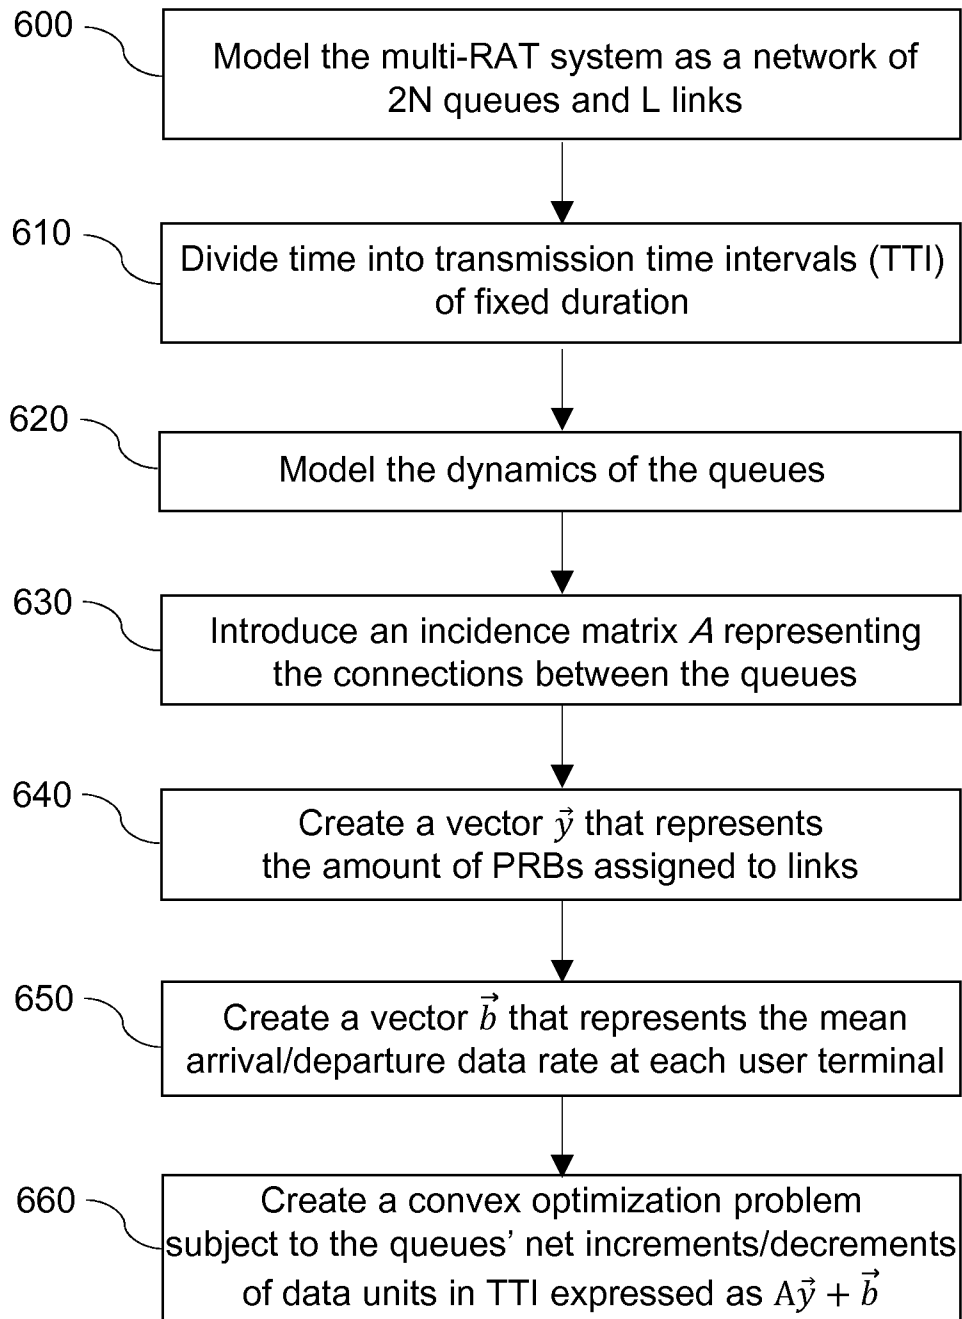 600
Model the multi-RAT system as a network of
2N queues and L links
610
Divide time into transmission time intervals (TTI)
of fixed duration
620
Model the dynamics of the queues
630
Introduce an incidence matrix A representing
the connections between the queues
640
Create a vector y⃗ that represents
the amount of PRBs assigned to links
650
Create a vector b⃗ that represents the mean
arrival/departure data rate at each user terminal
660
Create a convex optimization problem
subject to the queues' net increments/decrements
of data units in TTI expressed as Ay⃗ + b⃗